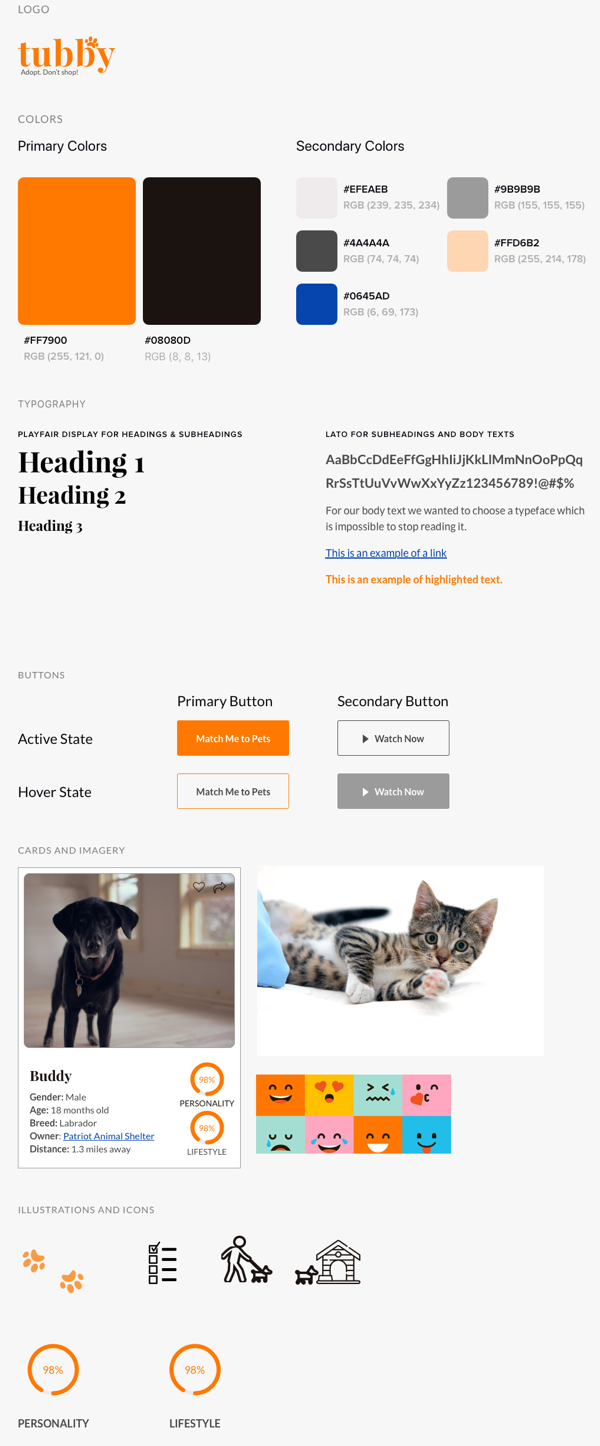 LOGO
tubby
Adopt. Don't shop!
COLORS
Primary Colors
Secondary Colors
#EFEAEB
RGB (239, 235, 234)
#9B9B9B
RGB (155, 155, 155)
#4A4A4A
RGB (74, 74, 74)
#FFD6B2
RGB (255, 214, 178)
#0645AD
RGB (6, 69, 173)
#FF7900
RGB (255, 121, 0)
#08080D
RGB (8, 8, 13)
TYPOGRAPHY
PLAYFAIR DISPLAY FOR HEADINGS & SUBHEADINGS
Heading 1
Heading 2
Heading 3
LATO FOR SUBHEADINGS AND BODY TEXTS
AaBbCcDdEeFfGgHhIiJjKkLlMmNnOoPpQq
RrSsTtUuVvWwXxYyZz123456789!@#$%
For our body text we wanted to choose a typeface which
is impossible to stop reading it.
This is an example of a link
This is an example of highlighted text.
BUTTONS
Primary Button
Secondary Button
Active State
Match Me to Pets
Watch Now
Hover State
Match Me to Pets
Watch Now
CARDS AND IMAGERY
Buddy
Gender: Male
Age: 18 months old
Breed: Labrador
Owner: Patriot Animal Shelter
Distance: 1.3 miles away
98%
PERSONALITY
98%
LIFESTYLE
ILLUSTRATIONS AND ICONS
98%
98%
PERSONALITY
LIFESTYLE